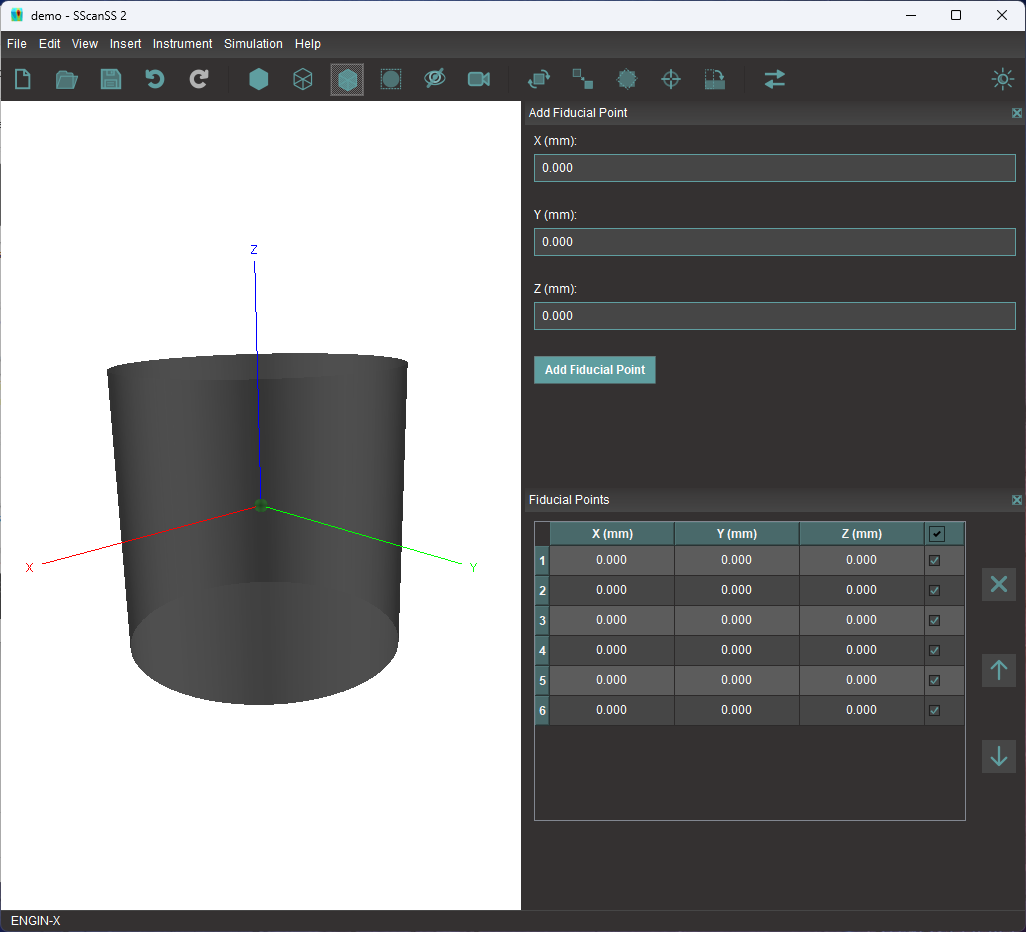 demo - SScanSS 2
File Edit View Insert Instrument Simulation Help
Add Fiducial Point
X (mm):
0.000
Y (mm):
0.000
Z (mm):
0.000
Add Fiducial Point
Z
X
Y
Fiducial Points
X (mm) Y (mm) Z (mm)
1 0.000 0.000 0.000
2 0.000 0.000 0.000
3 0.000 0.000 0.000
4 0.000 0.000 0.000
5 0.000 0.000 0.000
6 0.000 0.000 0.000
ENGIN-X